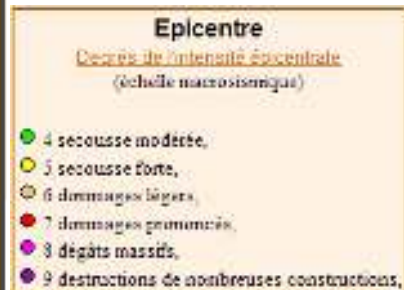 Epicentre
Degrés de l'intensité épicentrale
(échelle macrosismique)
4 secousse modérée,
5 secousse forte,
6 dommages légers,
7 dommages prononcés,
8 dégâts massifs,
9 destructions de nombreuses constructions,